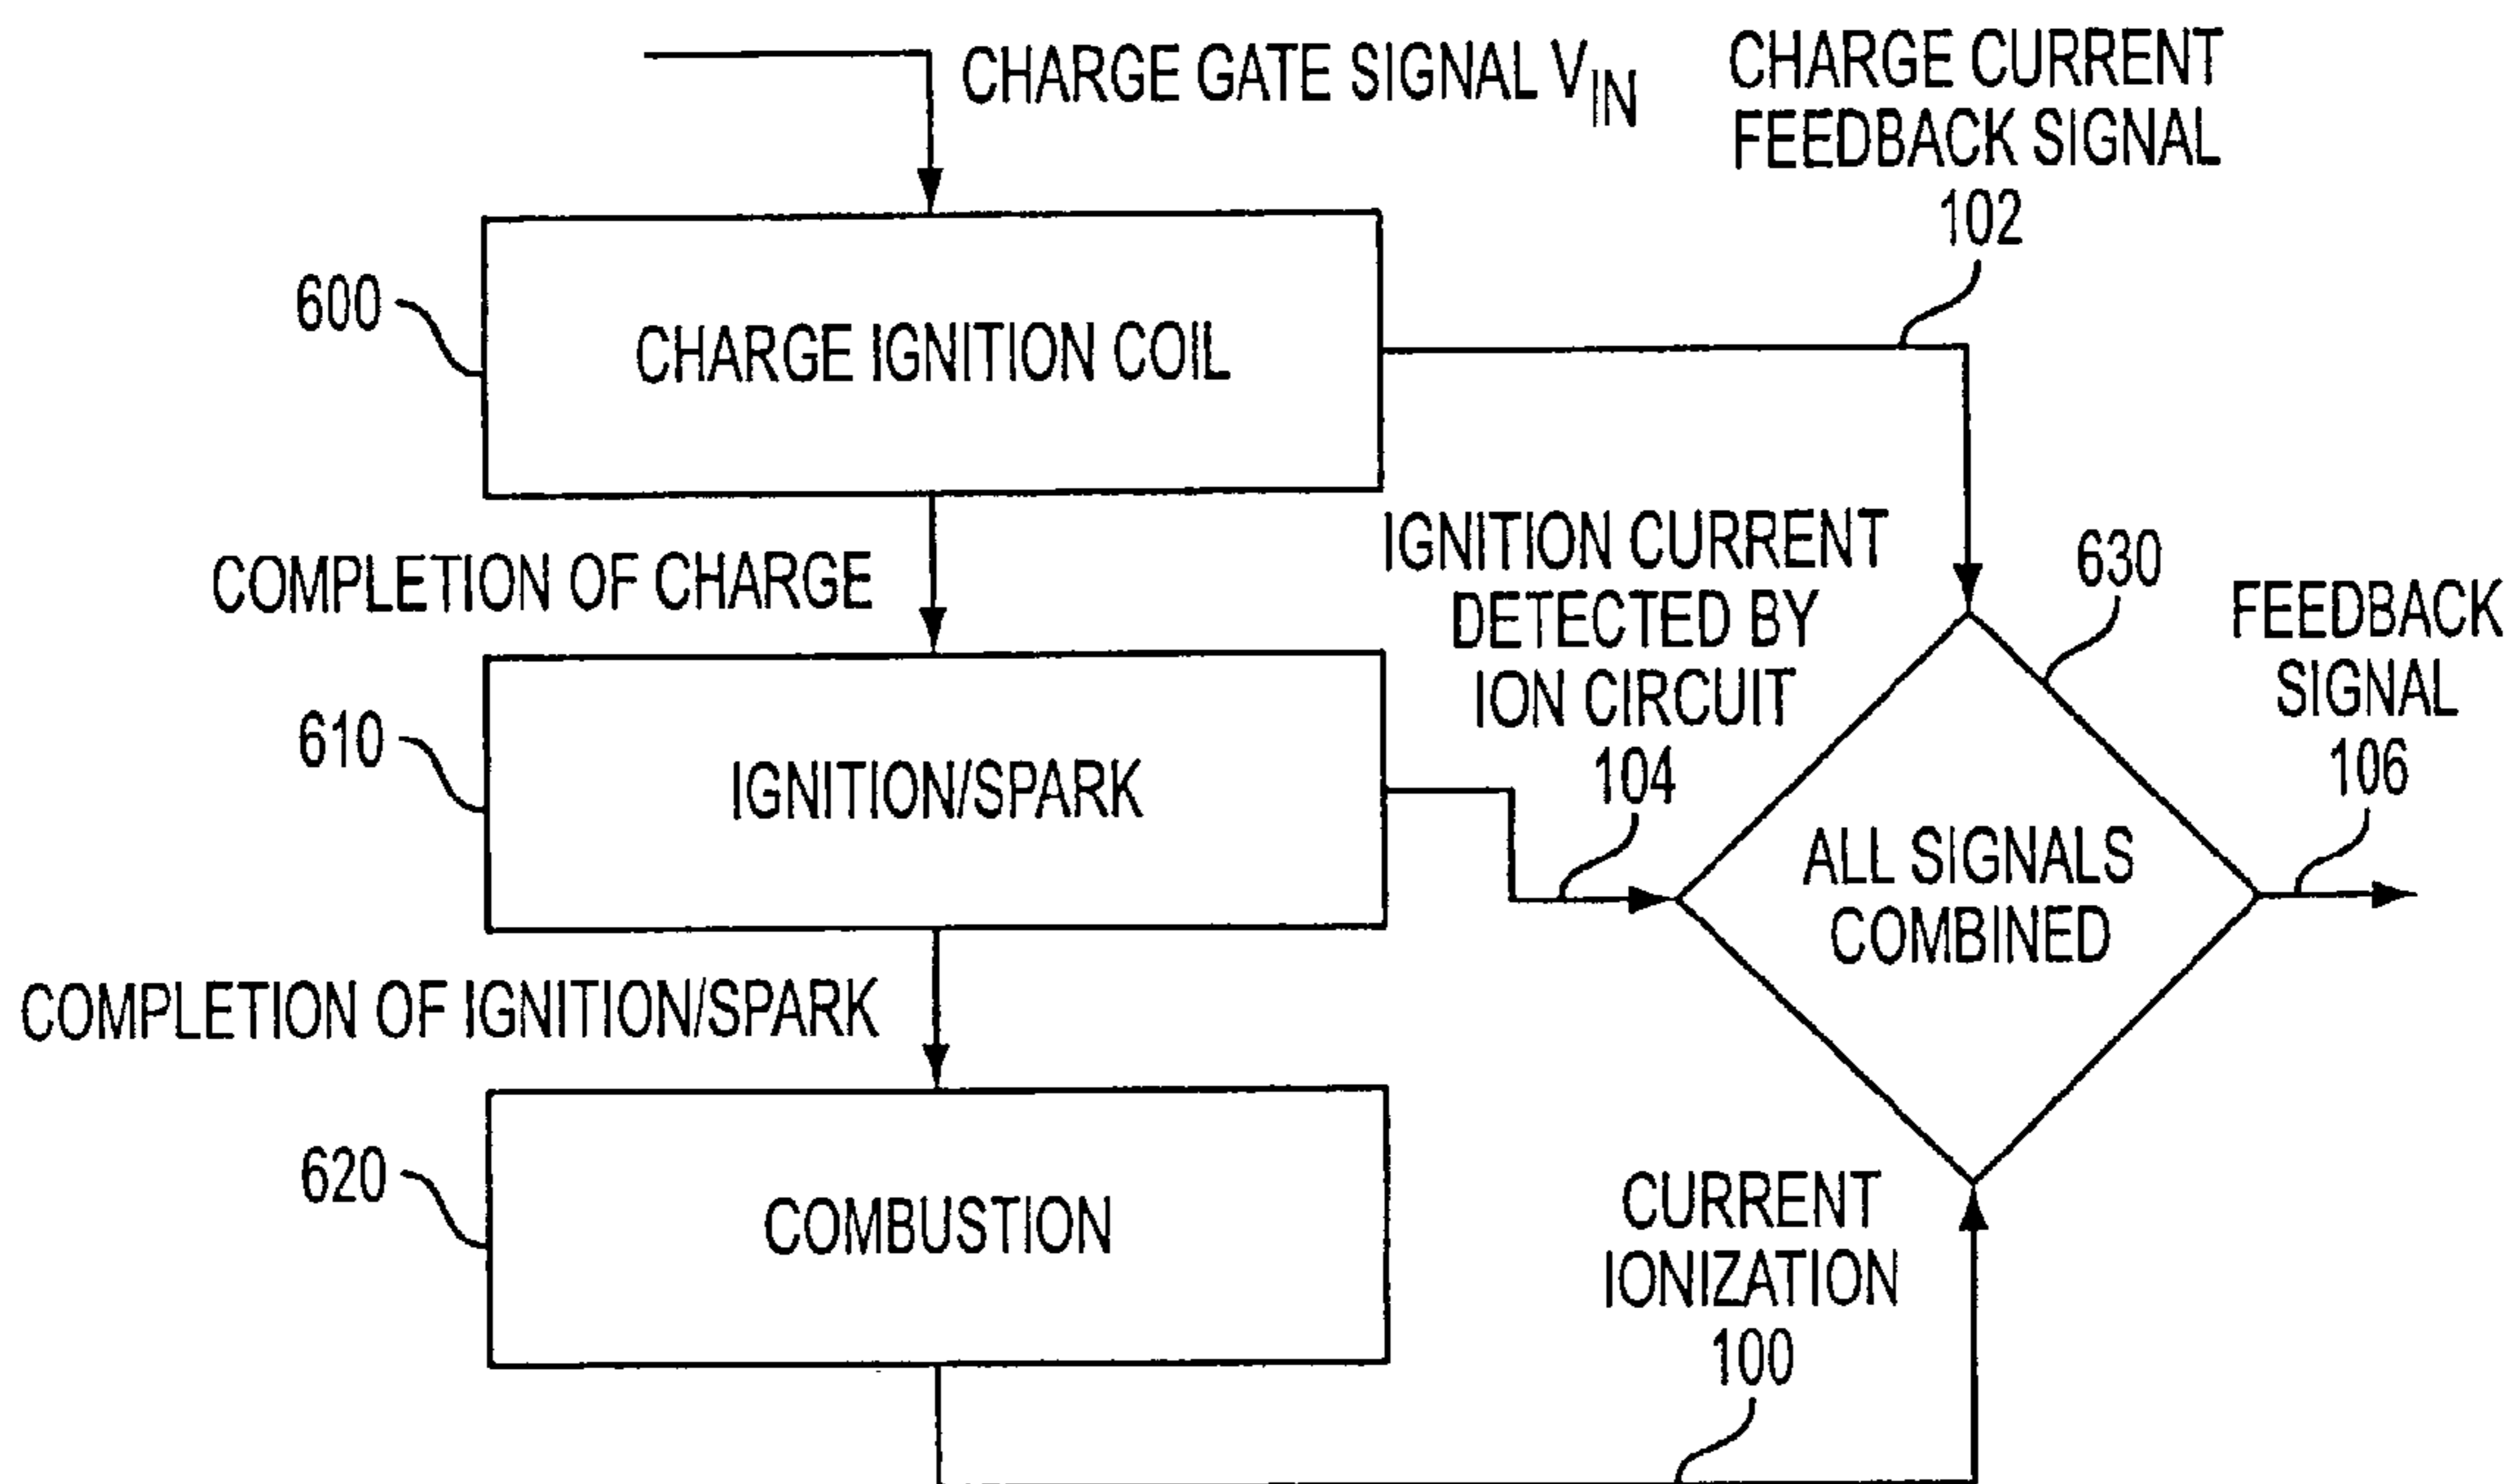 CHARGE GATE SIGNAL VIN
CHARGE CURRENT
FEEDBACK SIGNAL
102
600
CHARGE IGNITION COIL
COMPLETION OF CHARGE
IGNITION CURRENT
DETECTED BY
ION CIRCUIT
104
630
FEEDBACK
SIGNAL
106
610
IGNITION/SPARK
ALL SIGNALS
COMBINED
COMPLETION OF IGNITION/SPARK
620
COMBUSTION
CURRENT
IONIZATION
100